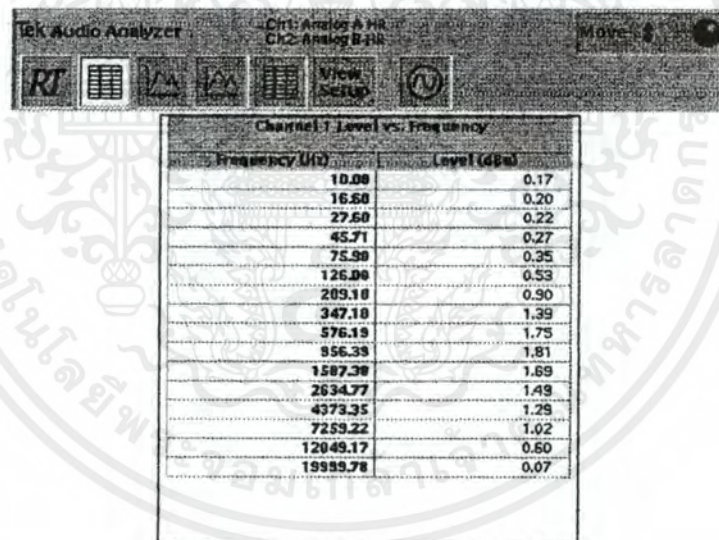 Tek Audio Analyzer
Ch1: Analog A HR
Ch2: Analog B HR
Move
RT
View Setup
Channel 1 Level vs. Frequency
Frequency (Hz) Level (dBu)
10.00 0.17
16.60 0.20
27.60 0.22
45.71 0.27
75.90 0.35
126.00 0.53
209.10 0.90
347.10 1.39
576.19 1.75
956.39 1.81
1587.30 1.69
2634.77 1.49
4373.35 1.29
7259.22 1.02
12049.17 0.60
19999.78 0.07